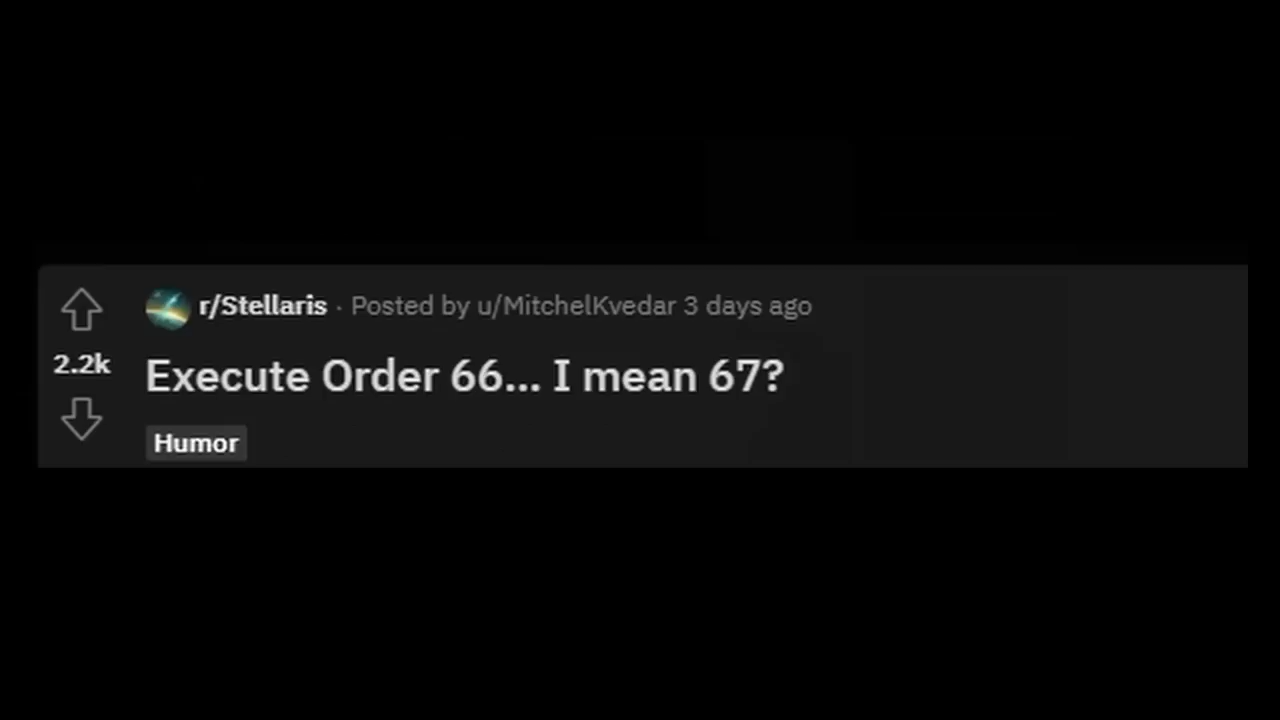 r/Stellaris · Posted by u/MitchelKvedar 3 days ago
2.2k
Execute Order 66... I mean 67?
Humor